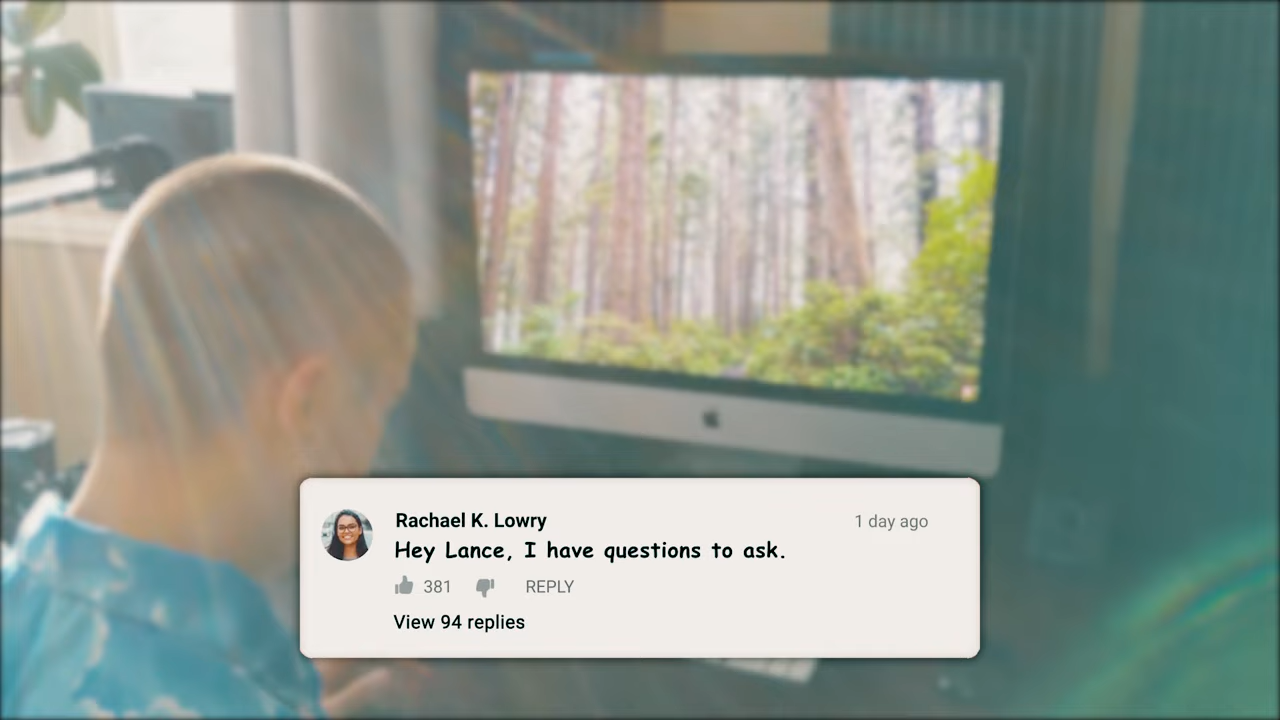 Rachael K. Lowry
1 day ago
Hey Lance, I have questions to ask.
381
REPLY
View 94 replies